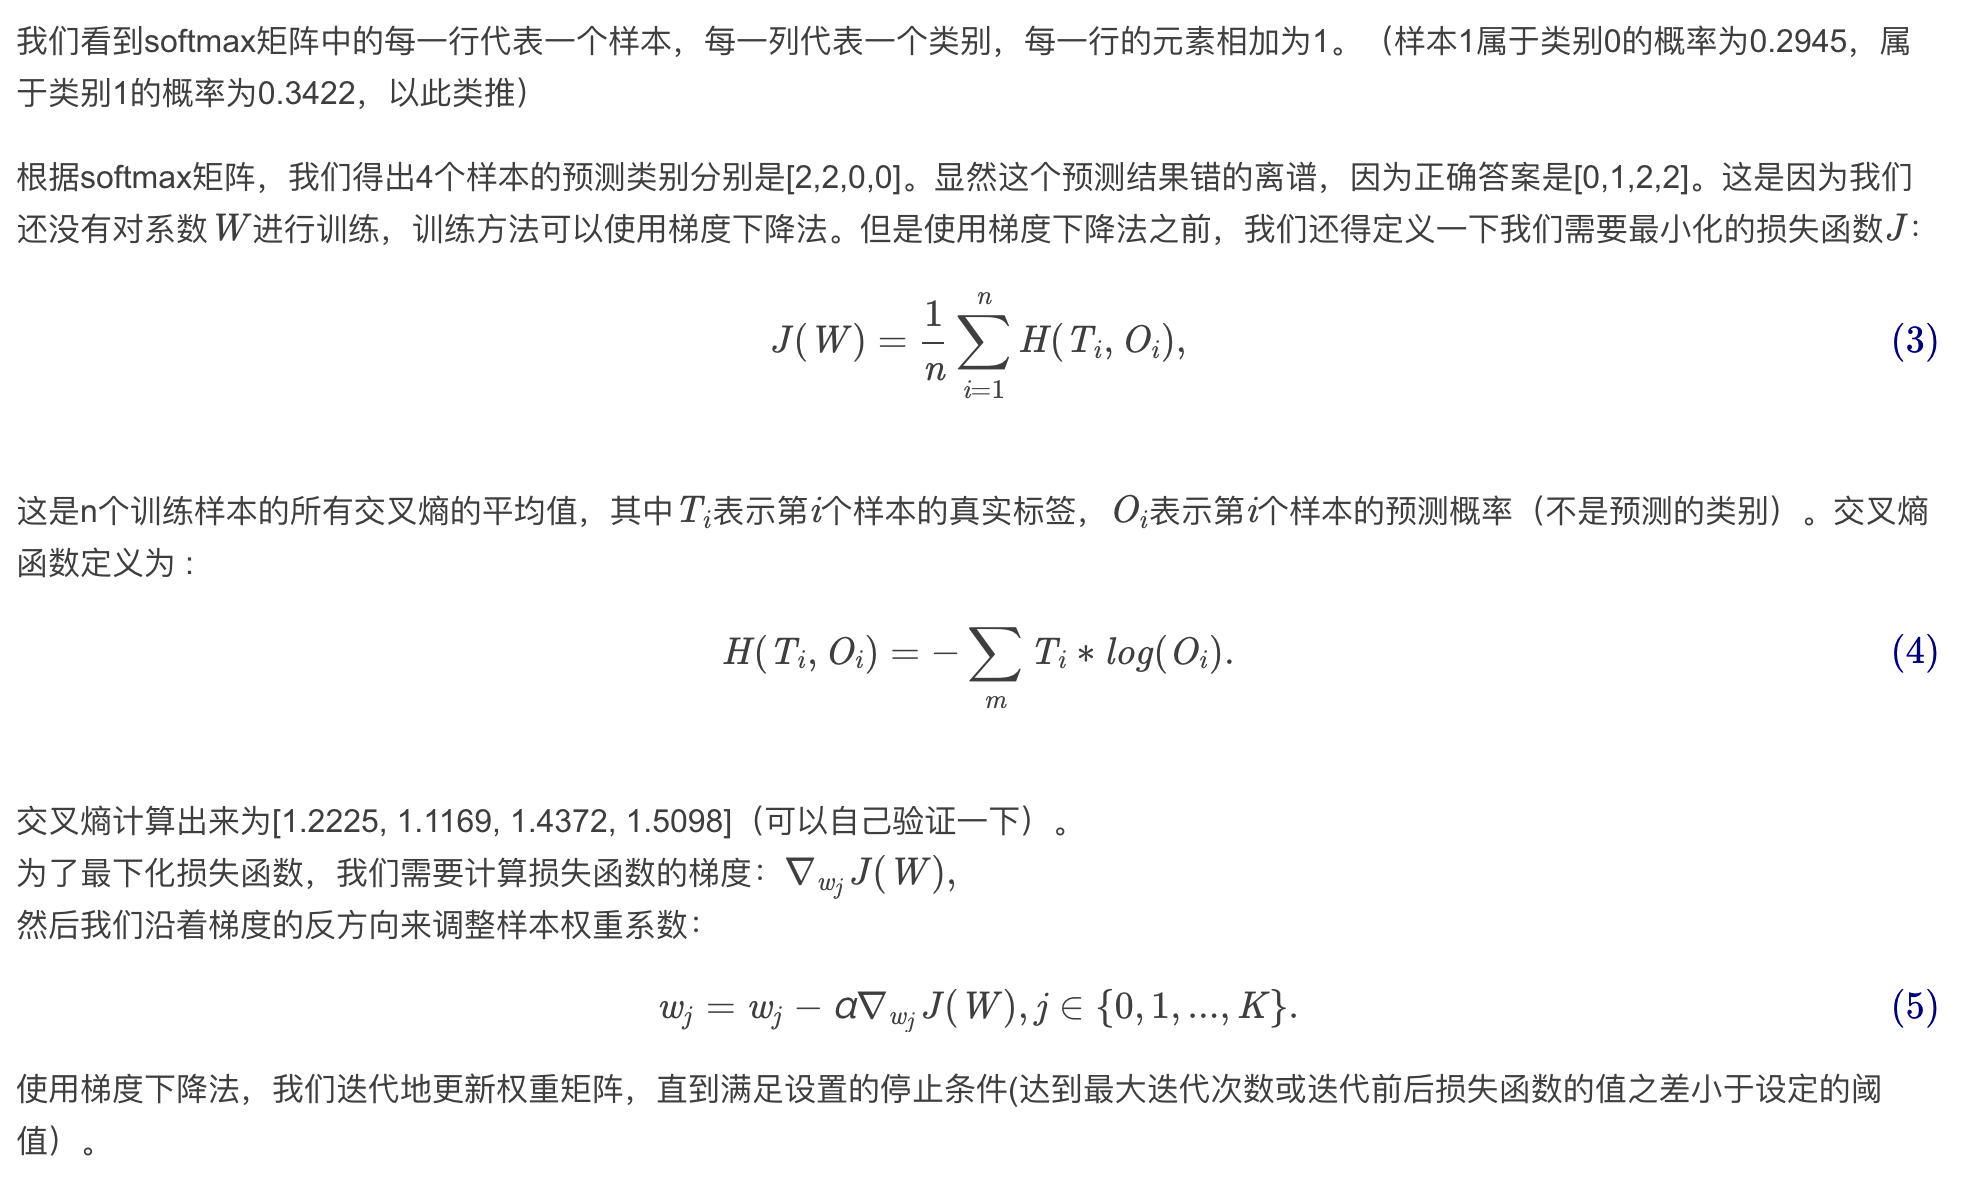 我们看到softmax矩阵中的每一行代表一个样本，每一列代表一个类别，每一行的元素相加为1。（样本1属于类别0的概率为0.2945，属
于类别1的概率为0.3422，以此类推）
根据softmax矩阵，我们得出4个样本的预测类别分别是[2,2,0,0]。显然这个预测结果错的离谱，因为正确答案是[0,1,2,2]。这是因为我们
还没有对系数W进行训练，训练方法可以使用梯度下降法。但是使用梯度下降法之前，我们还得定义一下我们需要最小化的损失函数J：
J(W) = \frac{1}{n} \sum_{i=1}^{n} H(T_i, O_i), (3)
这是n个训练样本的所有交叉熵的平均值，其中T_i表示第i个样本的真实标签，O_i表示第i个样本的预测概率（不是预测的类别）。交叉熵
函数定义为 :
H(T_i, O_i) = -\sum_{m} T_i * log(O_i). (4)
交叉熵计算出来为[1.2225, 1.1169, 1.4372, 1.5098]（可以自己验证一下）。
为了最下化损失函数，我们需要计算损失函数的梯度：∇_{w_j} J(W),
然后我们沿着梯度的反方向来调整样本权重系数：
w_j = w_j − α∇_{w_j} J(W), j ∈ {0, 1, ..., K}. (5)
使用梯度下降法，我们迭代地更新权重矩阵，直到满足设置的停止条件(达到最大迭代次数或迭代前后损失函数的值之差小于设定的阈
值）。